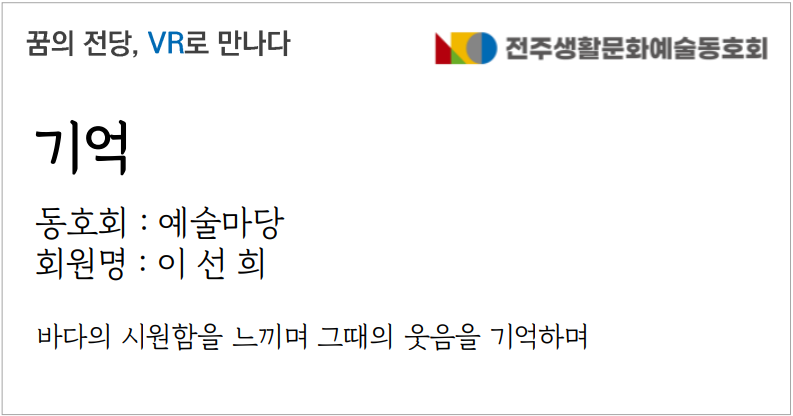 꿈의 전당, VR로 만나다
전주생활문화예술동호회
기억
동호회 : 예술마당
회원명 : 이 선 희
바다의 시원함을 느끼며 그때의 웃음을 기억하며